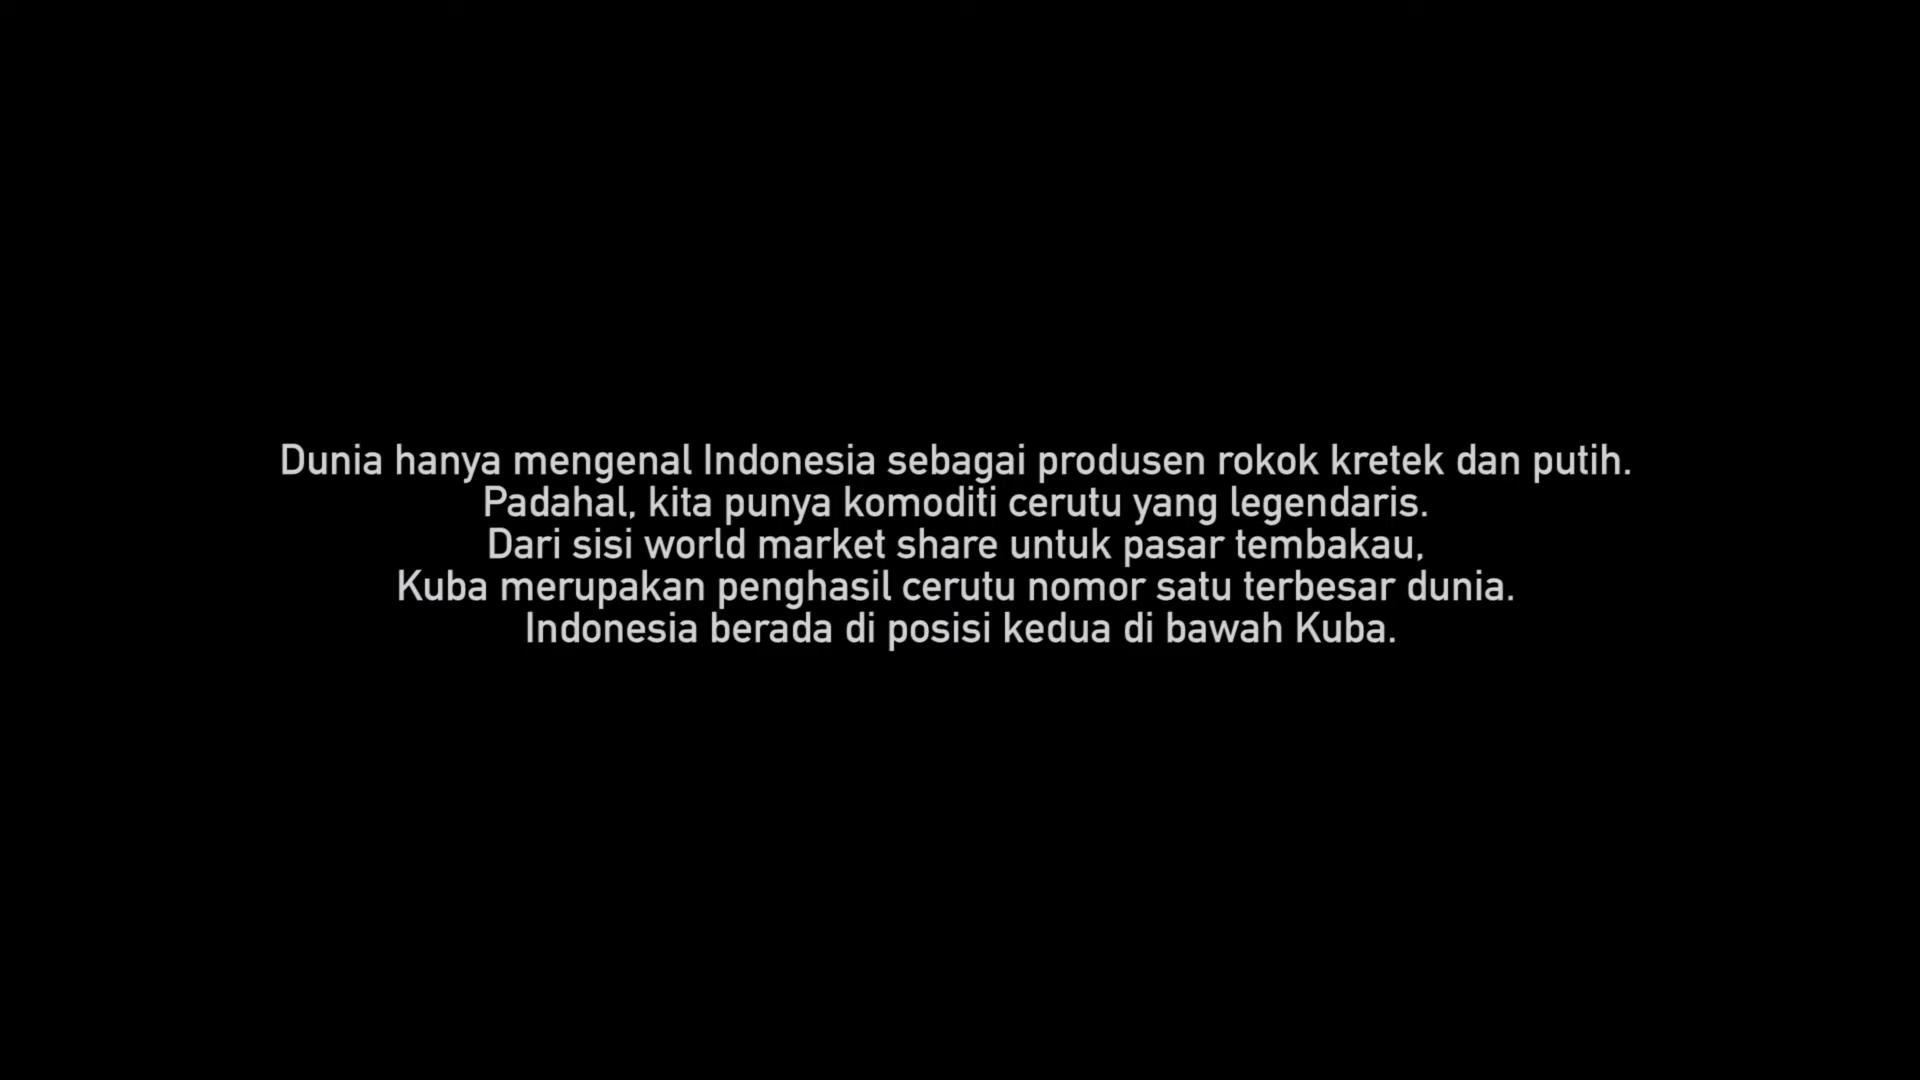 Dunia hanya mengenal Indonesia sebagai produsen rokok kretek dan putih.
Padahal, kita punya komoditi cerutu yang legendaris.
Dari sisi world market share untuk pasar tembakau,
Kuba merupakan penghasil cerutu nomor satu terbesar dunia.
Indonesia berada di posisi kedua di bawah Kuba.